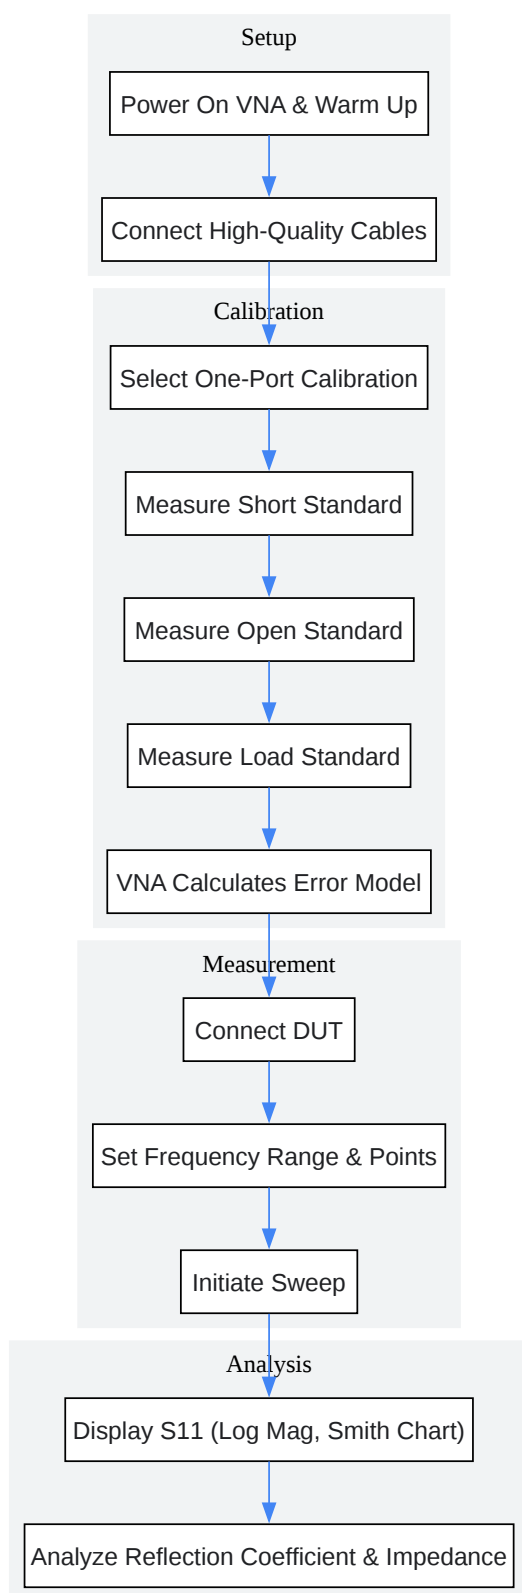 Setup
Power On VNA & Warm Up
Connect High-Quality Cables
Calibration
Select One-Port Calibration
Measure Short Standard
Measure Open Standard
Measure Load Standard
VNA Calculates Error Model
Measurement
Connect DUT
Set Frequency Range & Points
Initiate Sweep
Analysis
Display S11 (Log Mag, Smith Chart)
Analyze Reflection Coefficient & Impedance